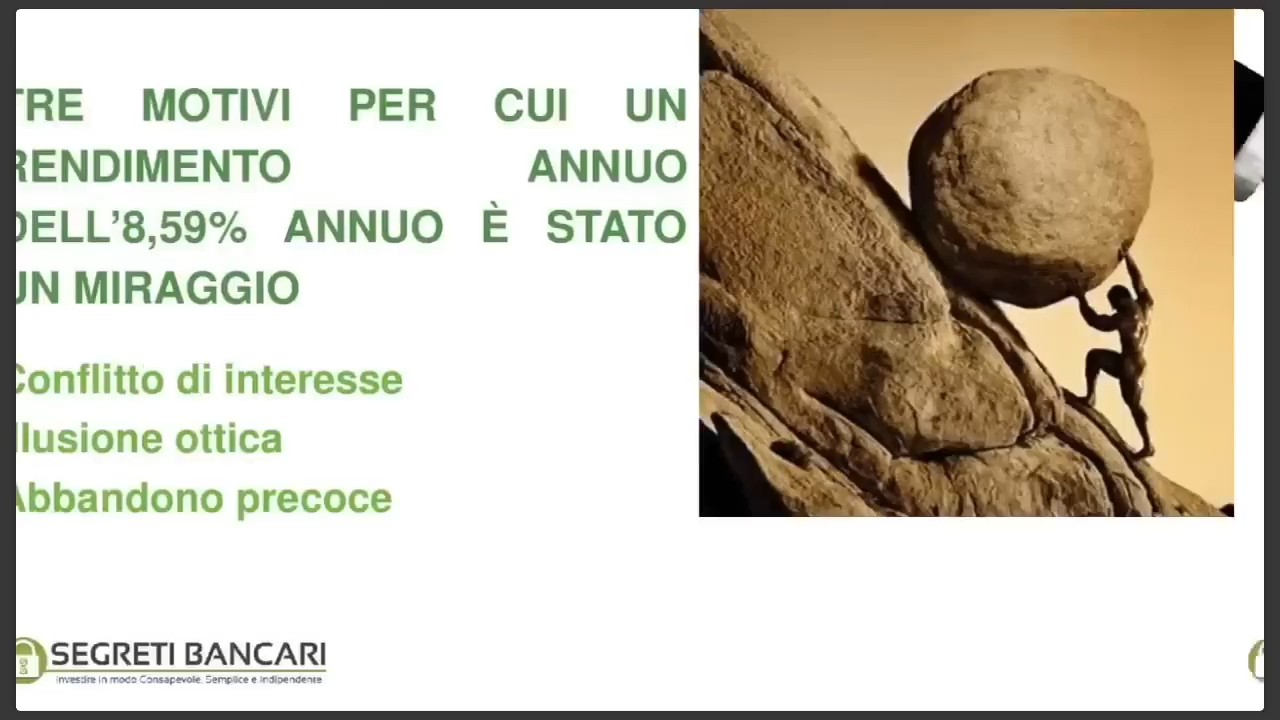 TRE MOTIVI PER CUI UN
RENDIMENTO ANNUO
DELL’8,59% ANNUO È STATO
UN MIRAGGIO
Conflitto di interesse
Illusione ottica
Abbandono precoce
SEGRETI BANCARI
Investire in modo Consapevole, Semplice e Indipendente